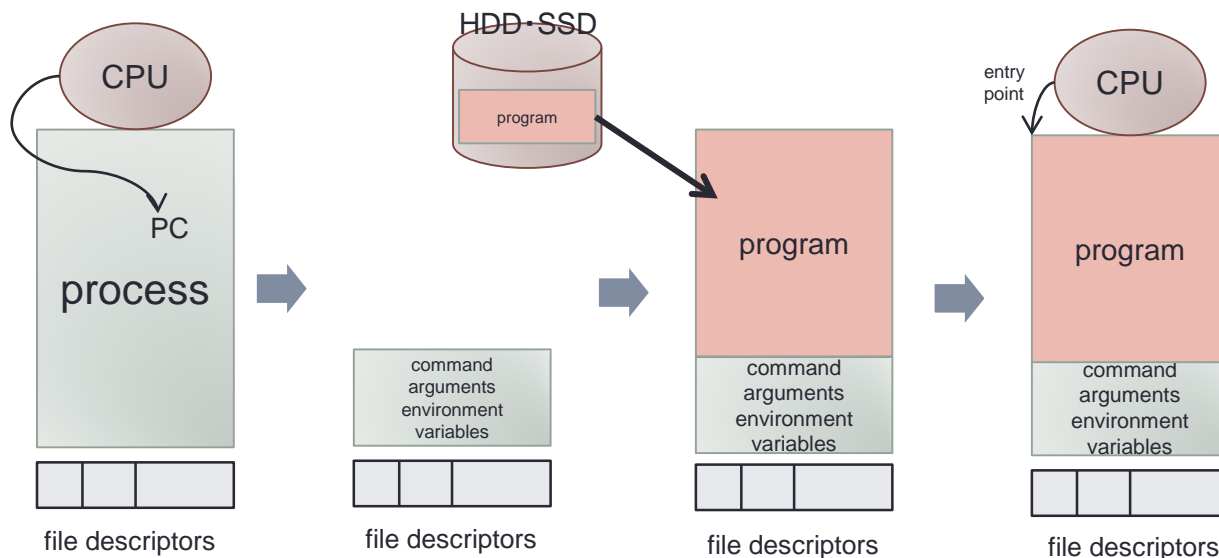 CPU
PC
process
file descriptors
command
arguments
environment
variables
file descriptors
HDD・SSD
program
program
command
arguments
environment
variables
file descriptors
entry
point
CPU
program
command
arguments
environment
variables
file descriptors